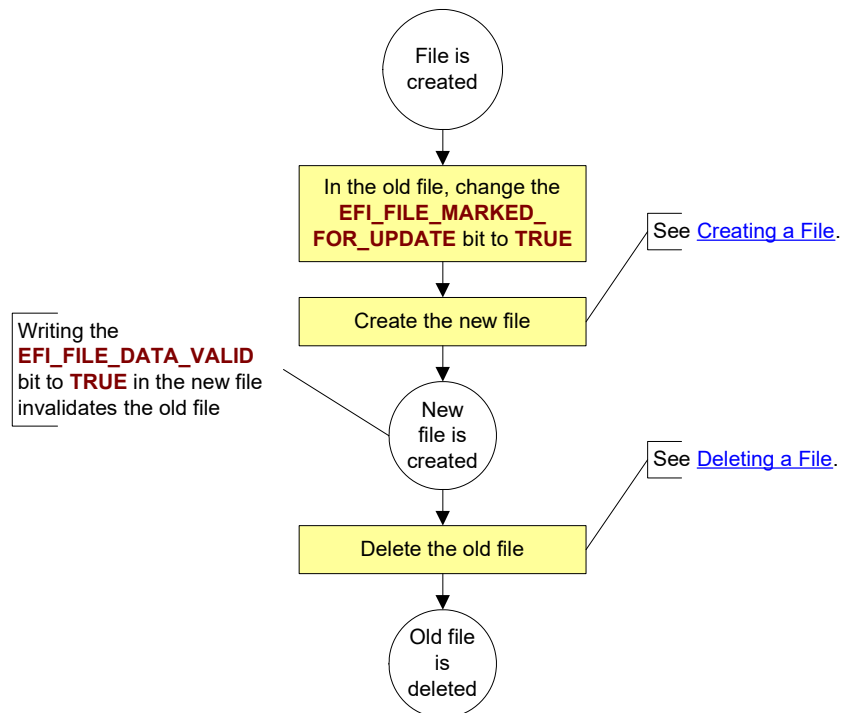 File is
created
In the old file, change the
EFI_FILE_MARKED_
FOR_UPDATE bit to TRUE
See Creating a File.
Create the new file
Writing the
EFI_FILE_DATA_VALID
bit to TRUE in the new file
invalidates the old file
New
file is
created
See Deleting a File.
Delete the old file
Old file
is
deleted